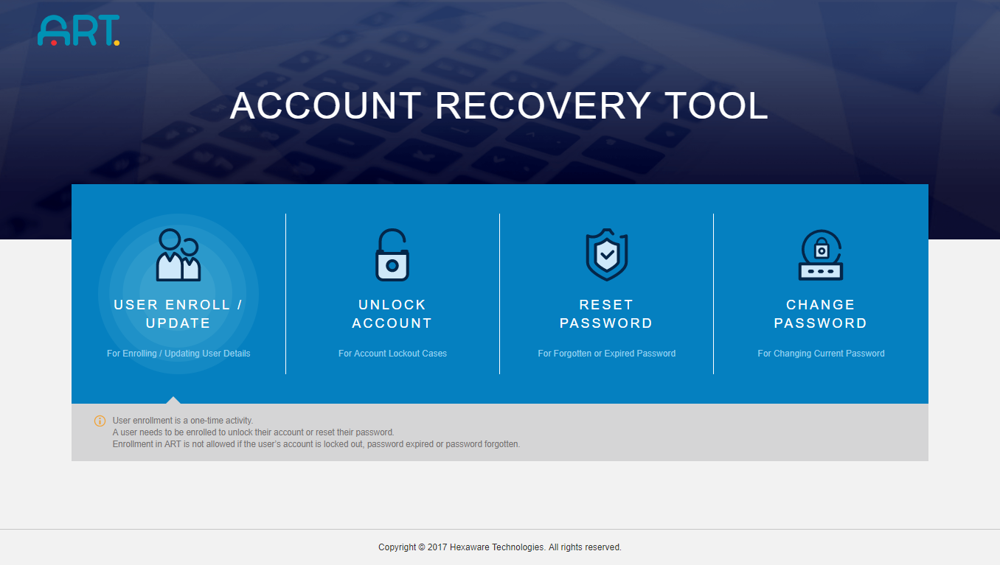 ART.
ACCOUNT RECOVERY TOOL
USER ENROLL /
UPDATE
For Enrolling / Updating User Details
UNLOCK
ACCOUNT
For Account Lockout Cases
RESET
PASSWORD
For Forgotten or Expired Password
CHANGE
PASSWORD
For Changing Current Password
User enrollment is a one-time activity.
A user needs to be enrolled to unlock their account or reset their password.
Enrollment in ART is not allowed if the user's account is locked out, password expired or password forgotten.
Copyright © 2017 Hexaware Technologies. All rights reserved.